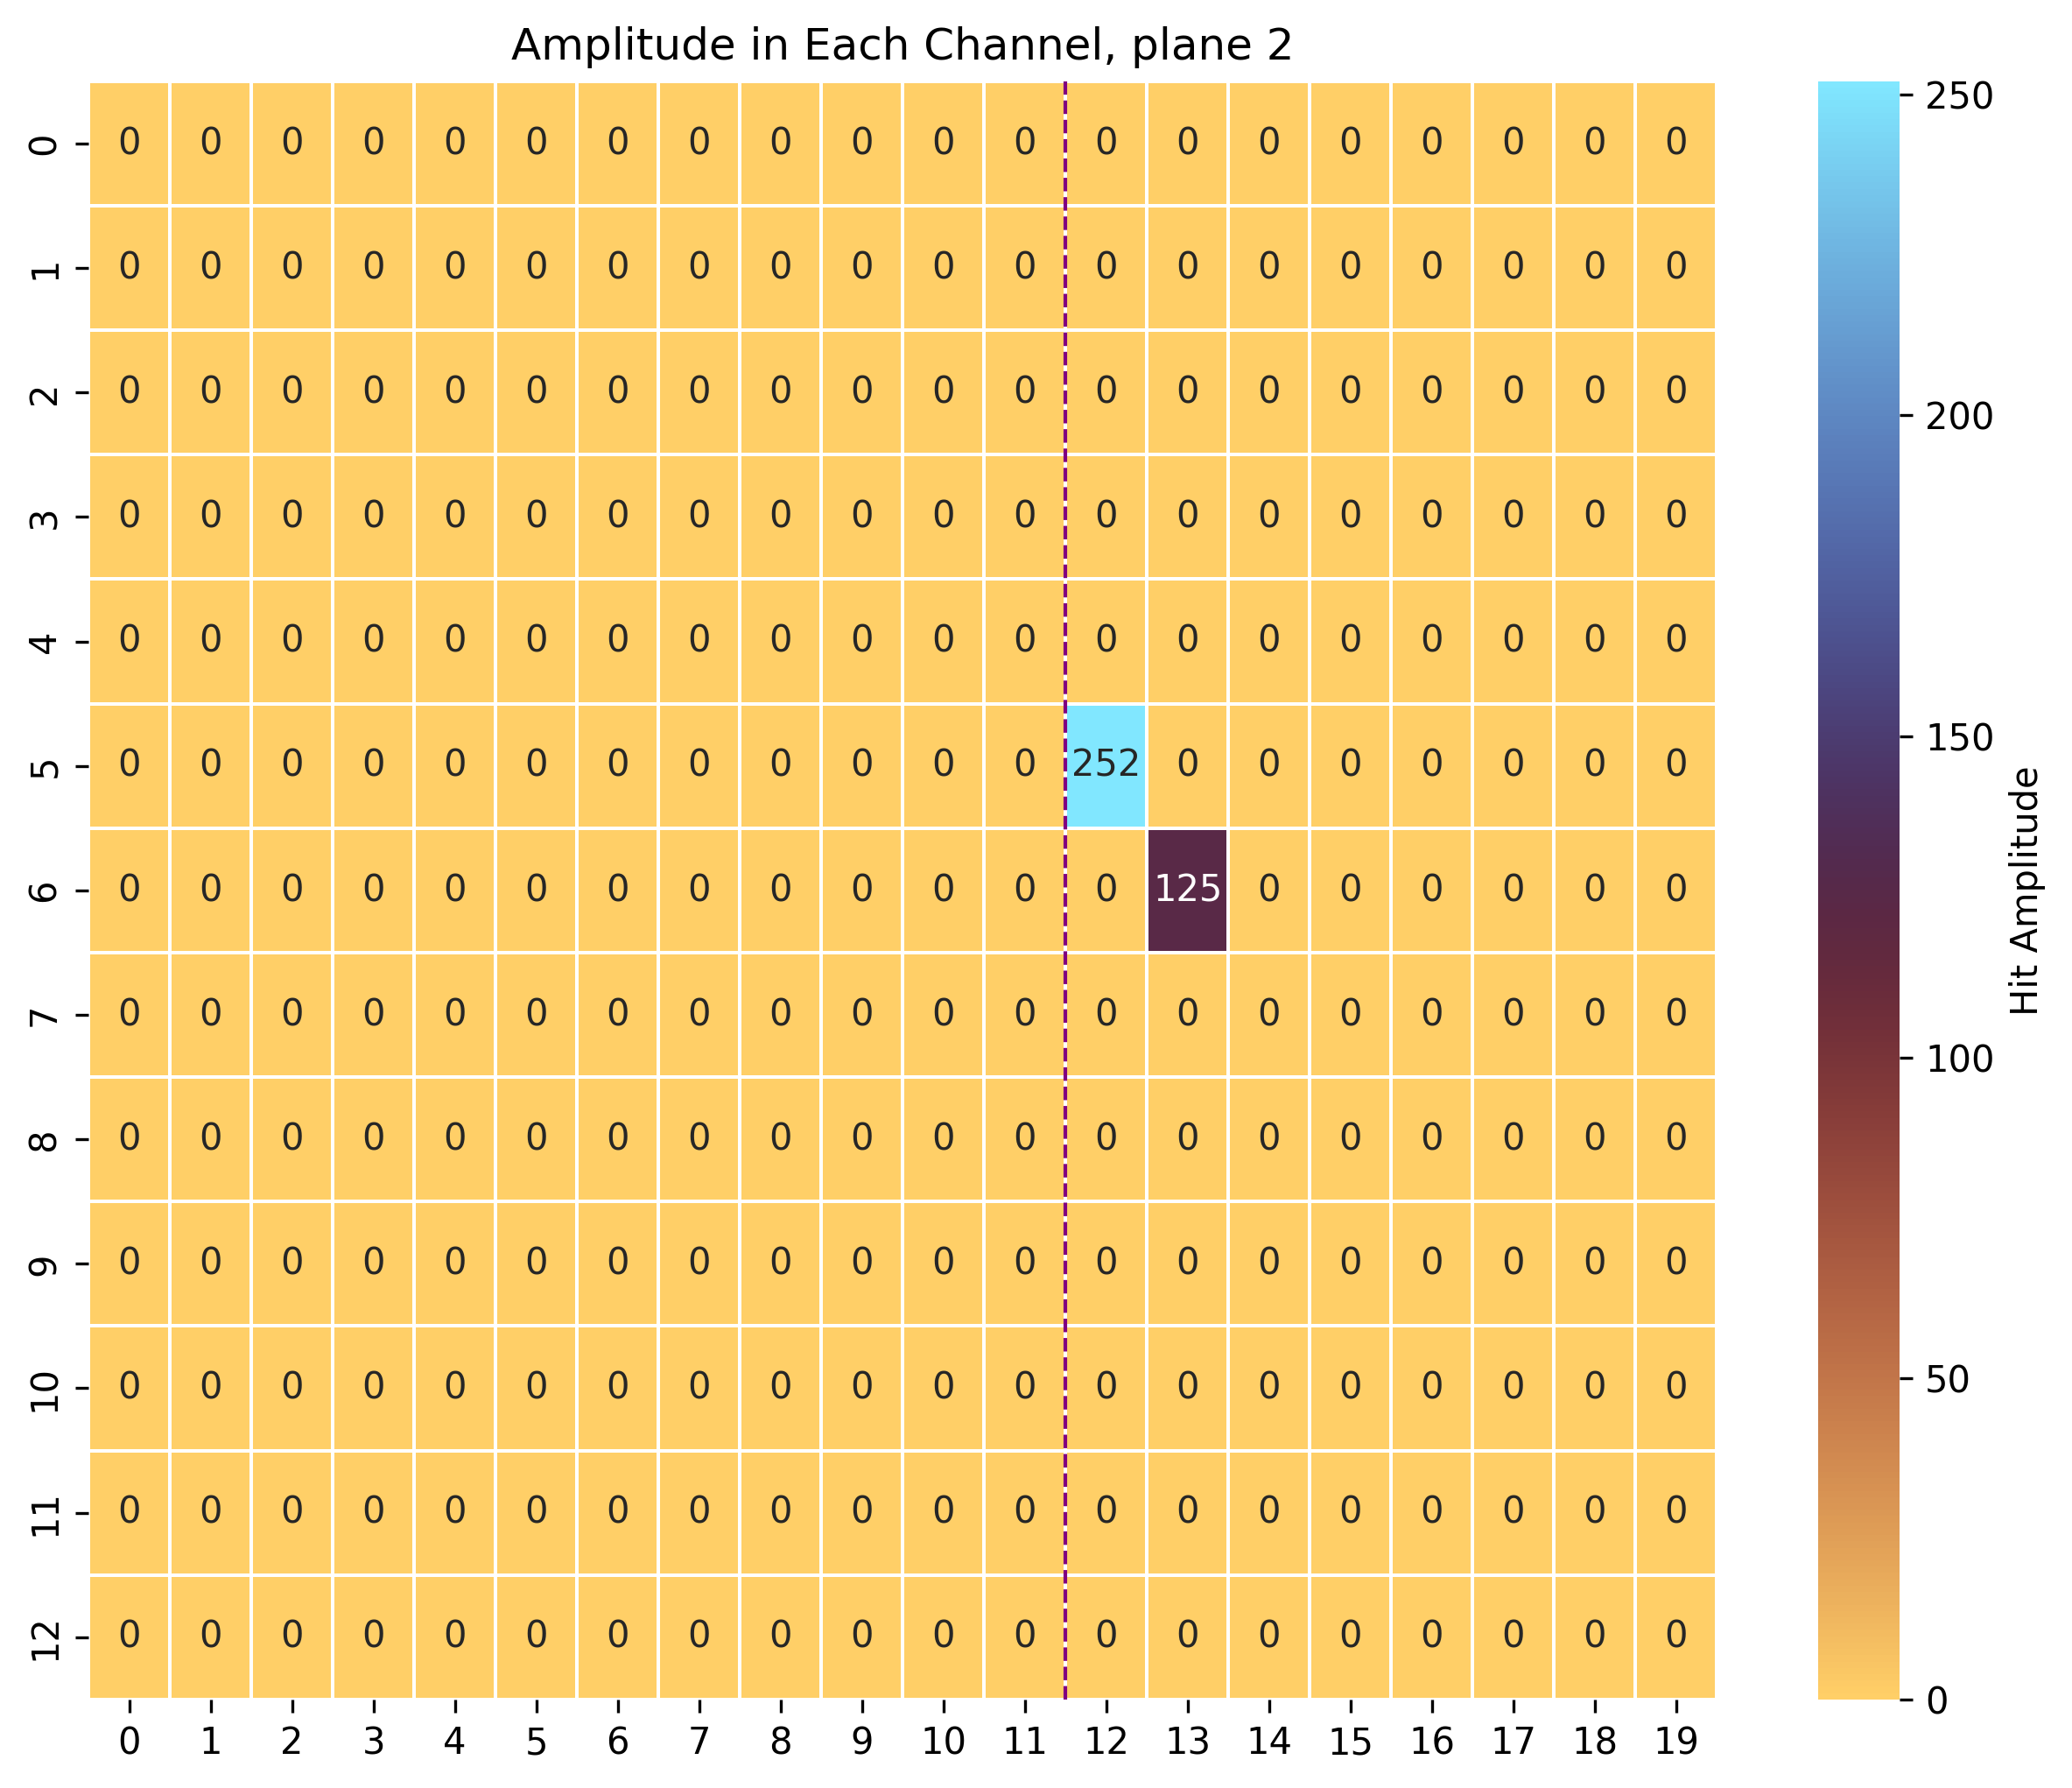 Amplitude in Each Channel, plane 2
0 0 0 0 0 0 0 0 0 0 0 0 0 0 0 0 0 0 0 0 0
1 0 0 0 0 0 0 0 0 0 0 0 0 0 0 0 0 0 0 0 0
2 0 0 0 0 0 0 0 0 0 0 0 0 0 0 0 0 0 0 0 0
3 0 0 0 0 0 0 0 0 0 0 0 0 0 0 0 0 0 0 0 0
4 0 0 0 0 0 0 0 0 0 0 0 0 0 0 0 0 0 0 0 0
5 0 0 0 0 0 0 0 0 0 0 0 0 252 0 0 0 0 0 0 0
6 0 0 0 0 0 0 0 0 0 0 0 0 0 125 0 0 0 0 0 0
7 0 0 0 0 0 0 0 0 0 0 0 0 0 0 0 0 0 0 0 0
8 0 0 0 0 0 0 0 0 0 0 0 0 0 0 0 0 0 0 0 0
9 0 0 0 0 0 0 0 0 0 0 0 0 0 0 0 0 0 0 0 0
10 0 0 0 0 0 0 0 0 0 0 0 0 0 0 0 0 0 0 0 0
11 0 0 0 0 0 0 0 0 0 0 0 0 0 0 0 0 0 0 0 0
12 0 0 0 0 0 0 0 0 0 0 0 0 0 0 0 0 0 0 0 0
0 1 2 3 4 5 6 7 8 9 10 11 12 13 14 15 16 17 18 19
250
200
150
100
50
0
Hit Amplitude